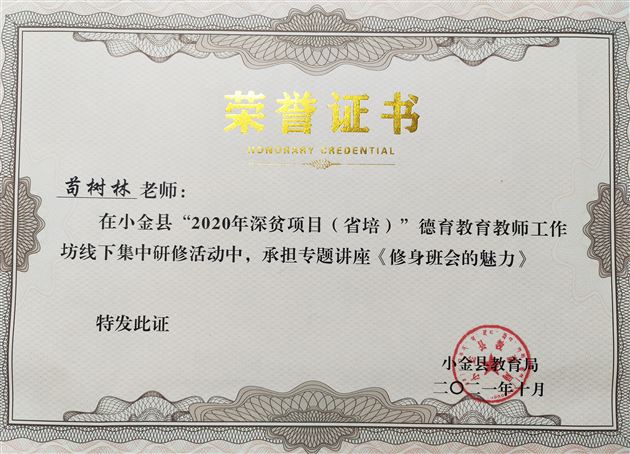 荣誉证书
HONORARY CREDENTIAL
苟树林老师：
在小金县“2020年深贫项目（省培）”德育教育教师工作
坊线下集中研修活动中，承担专题讲座《修身班会的魅力》
特发此证
小金县教育局
二〇二一年十月